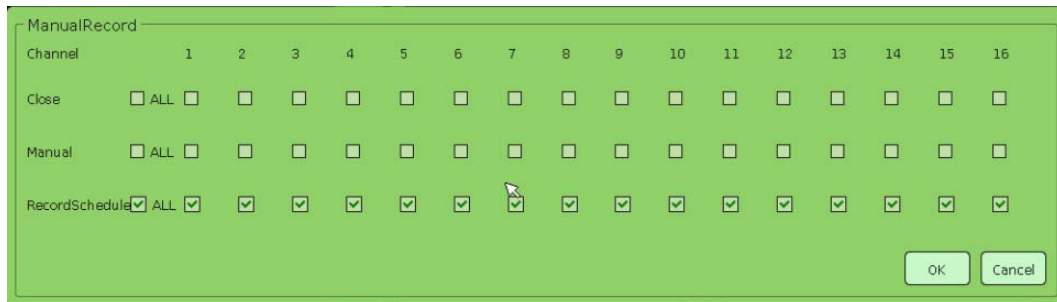 ManualRecord
Channel 1 2 3 4 5 6 7 8 9 10 11 12 13 14 15 16
Close ALL
Manual ALL
RecordSchedule ALL
OK Cancel